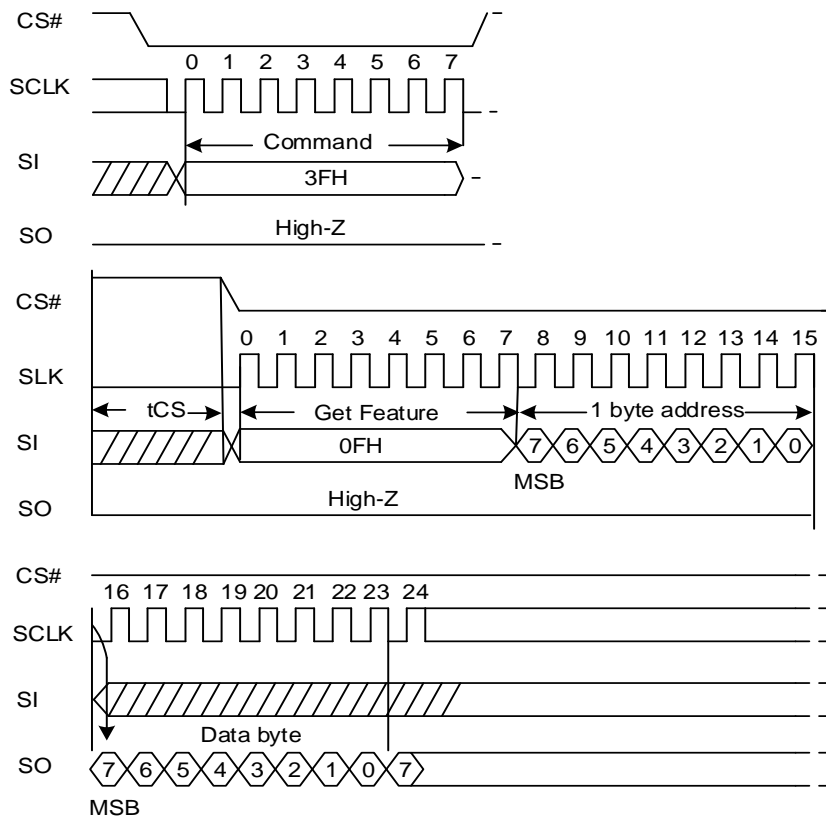 CS#
0 1 2 3 4 5 6 7
SCLK
Command
SI
3FH
High-Z
SO
CS#
0 1 2 3 4 5 6 7 8 9 10 11 12 13 14 15
SLK
tCS Get Feature 1 byte address
SI
0FH 7 6 5 4 3 2 1 0
MSB
High-Z
SO
CS#
16 17 18 19 20 21 22 23 24
SCLK
SI
Data byte
SO 7 6 5 4 3 2 1 0 7
MSB